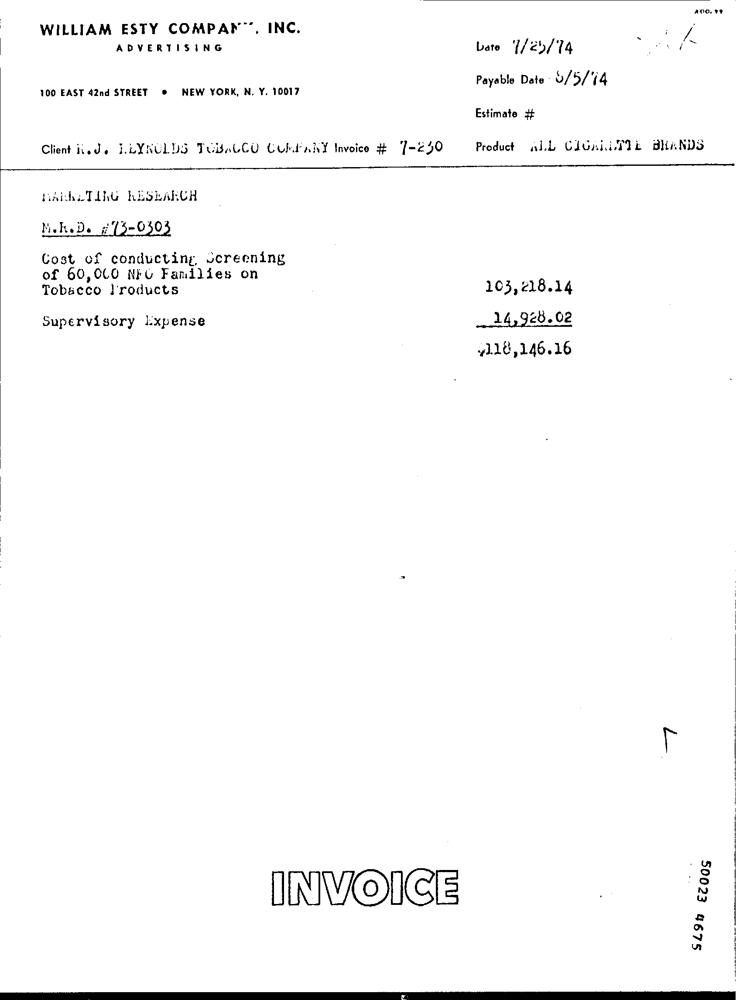 ACC. 99
WILLIAM ESTY COMPANY, INC.
ADVERTISING
Date 7/25/74
Payable Date 8/5/74
100 EAST 42nd STREET • NEW YORK, N. Y. 10017
Estimate #
Client R.J. REYNOLDS TOBACCO COMPANY Invoice # 7-230 Product ALL CIGARETTE BRANDS
MARKETING RESEARCH
M.R.D. #73-0303
Cost of conducting Screening
of 60,000 NFO Families on
Tobacco Products 103,218.14
Supervisory Expense 14,928.02
$118,146.16
INVOICE
50023 4675